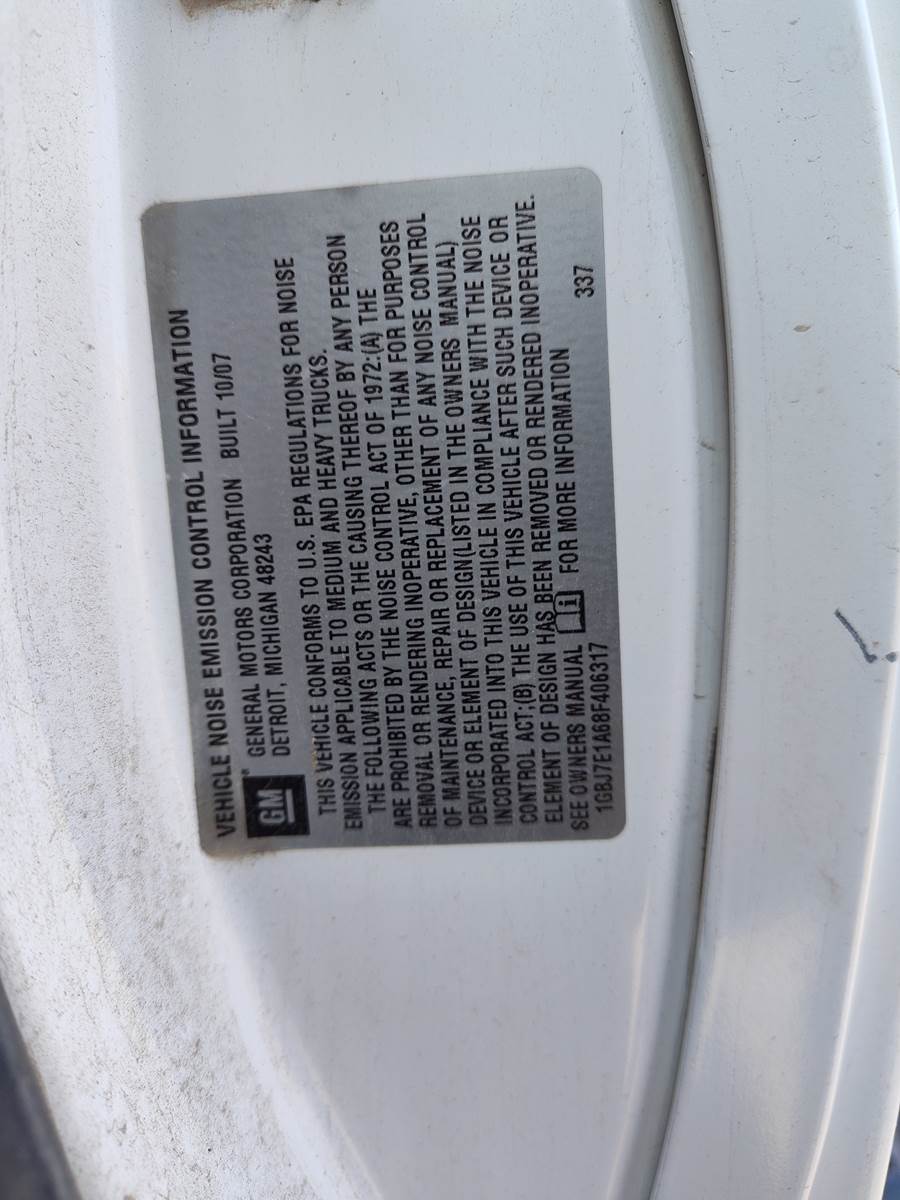 VEHICLE NOISE EMISSION CONTROL INFORMATION
GM ® GENERAL MOTORS CORPORATION BUILT 10/07
DETROIT, MICHIGAN 48243
THIS VEHICLE CONFORMS TO U.S. EPA REGULATIONS FOR NOISE
EMISSION APPLICABLE TO MEDIUM AND HEAVY TRUCKS.
THE FOLLOWING ACTS OR THE CAUSING THEREOF BY ANY PERSON
ARE PROHIBITED BY THE NOISE CONTROL ACT OF 1972:(A) THE
REMOVAL OR RENDERING INOPERATIVE, OTHER THAN FOR PURPOSES
OF MAINTENANCE, REPAIR OR REPLACEMENT OF ANY NOISE CONTROL
DEVICE OR ELEMENT OF DESIGN(LISTED IN THE OWNERS MANUAL)
INCORPORATED INTO THIS VEHICLE IN COMPLIANCE WITH THE NOISE
CONTROL ACT:(B) THE USE OF THIS VEHICLE AFTER SUCH DEVICE OR
ELEMENT OF DESIGN HAS BEEN REMOVED OR RENDERED INOPERATIVE.
SEE OWNERS MANUAL i FOR MORE INFORMATION
1GBJ7E1A68F406317 337